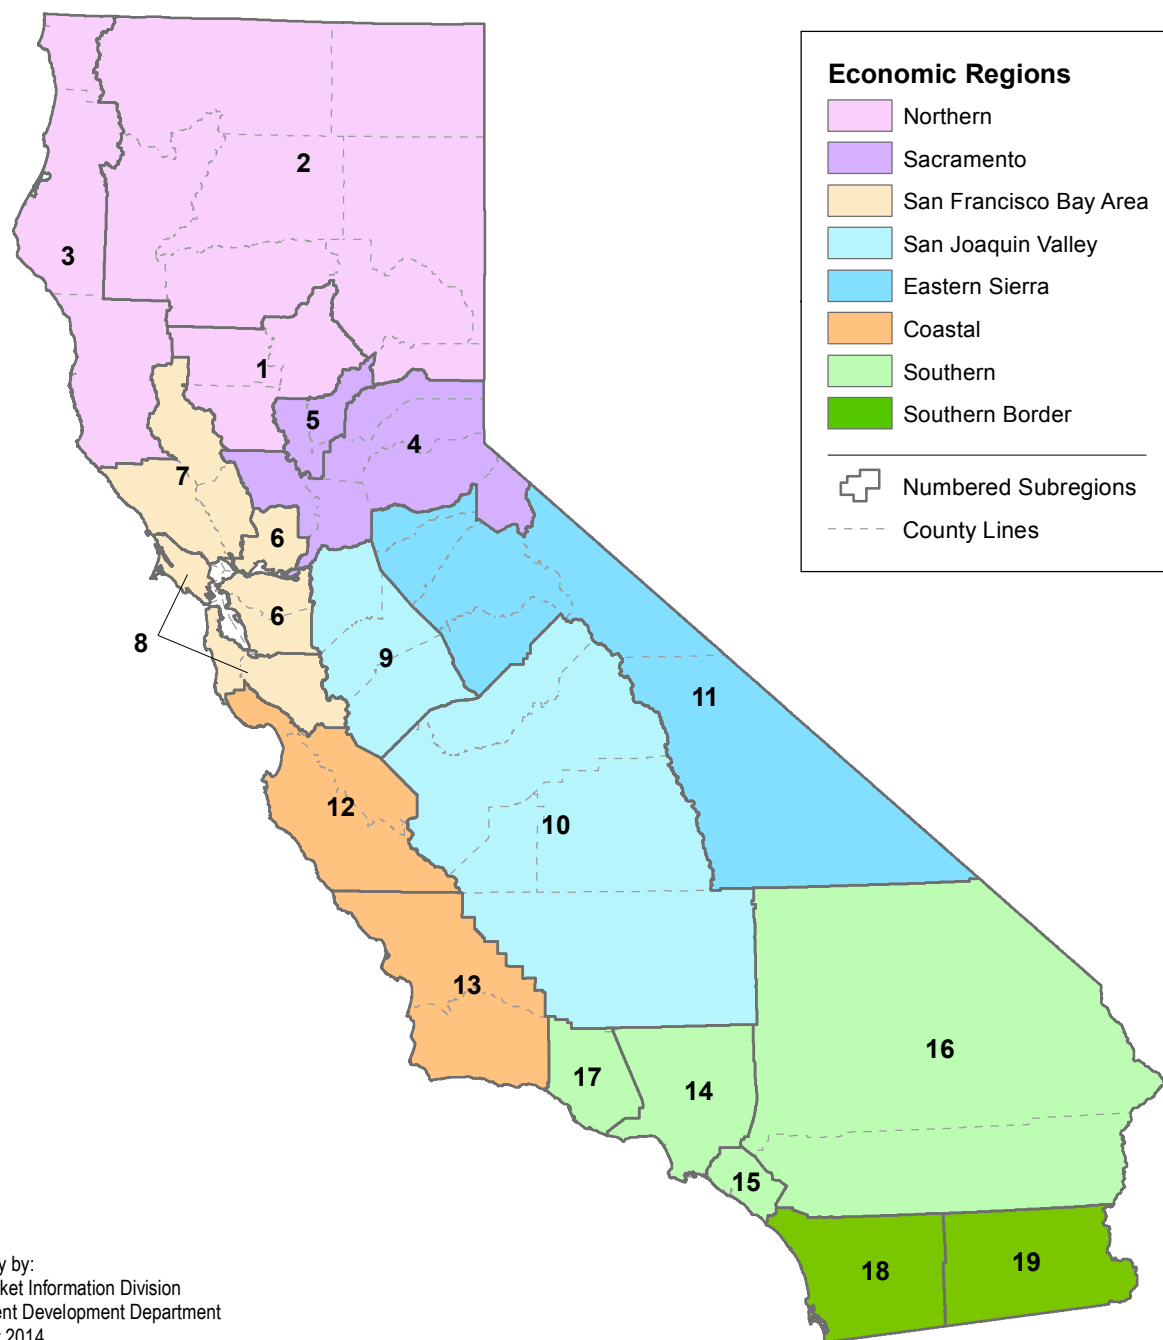 Economic Regions
Northern
Sacramento
San Francisco Bay Area
San Joaquin Valley
Eastern Sierra
Coastal
Southern
Southern Border
Numbered Subregions
County Lines
2
3
1
5
4
7
6
6
8
9
11
12
10
13
16
17
14
15
18
19
y by:
ket Information Division
ent Development Department
2014